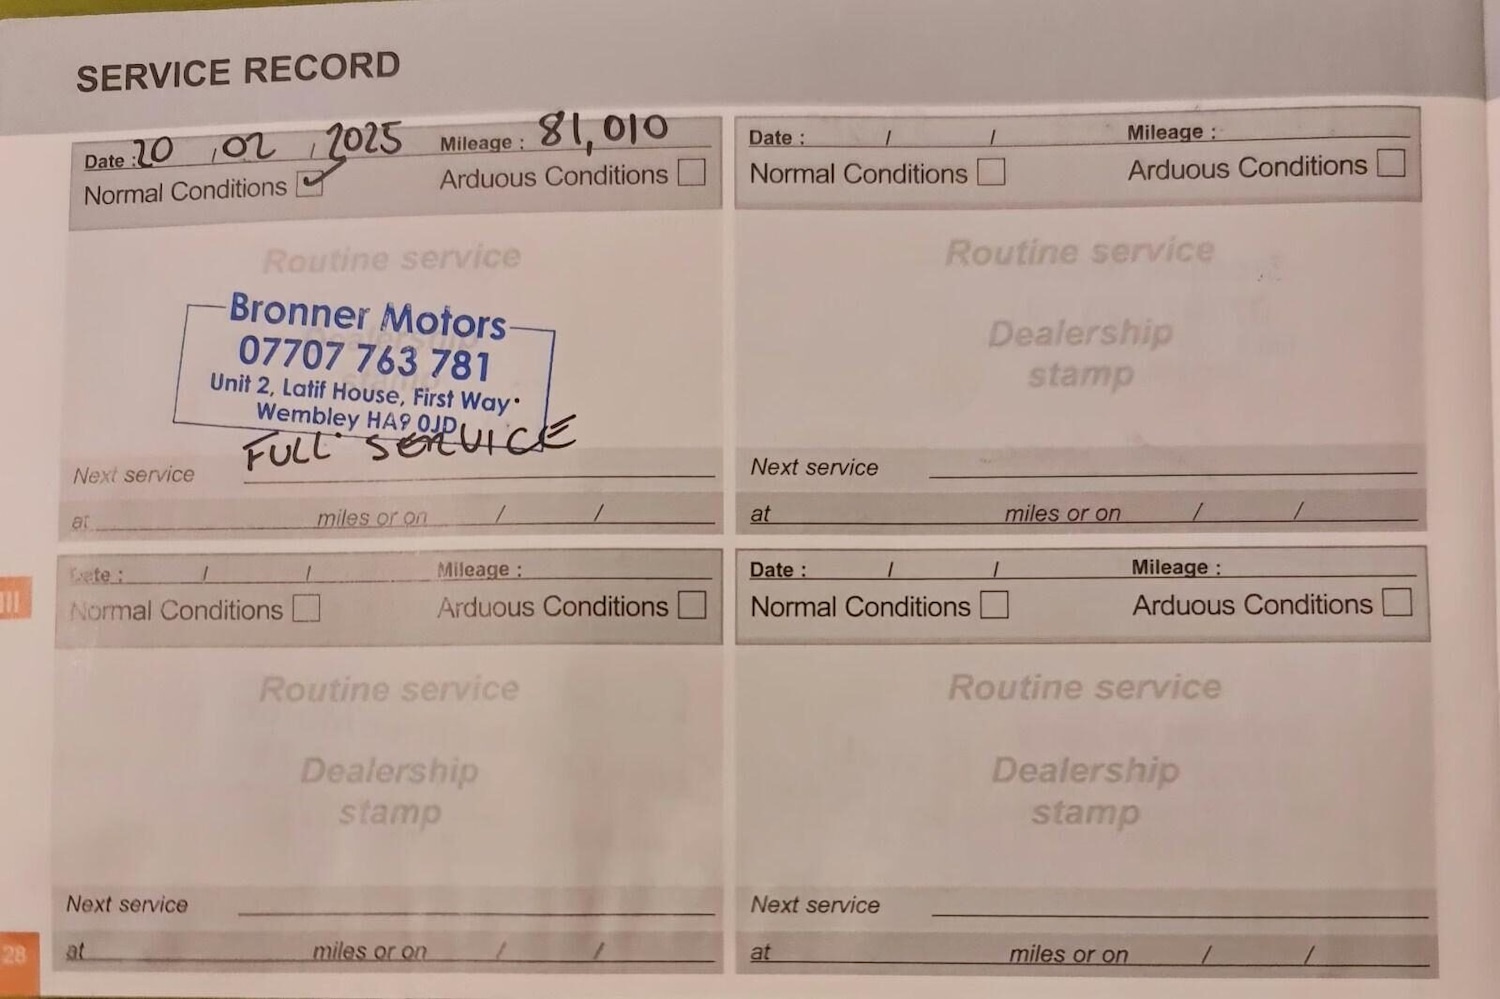 SERVICE RECORD
Date : 20 / 02 / 2025 Mileage : 81,010
Normal Conditions Arduous Conditions
Routine service
Dealership
stamp
Bronner Motors
07707 763 781
Unit 2, Latif House, First Way
Wembley HA9 0JD
FULL SERVICE
Next service
at miles or on / /
Date : / / Mileage :
Normal Conditions Arduous Conditions
Routine service
Dealership
stamp
Next service
at miles or on / /
Date : / / Mileage :
Normal Conditions Arduous Conditions
Routine service
Dealership
stamp
Next service
at miles or on / /
Date : / / Mileage :
Normal Conditions Arduous Conditions
Routine service
Dealership
stamp
Next service
at miles or on / /
III
28